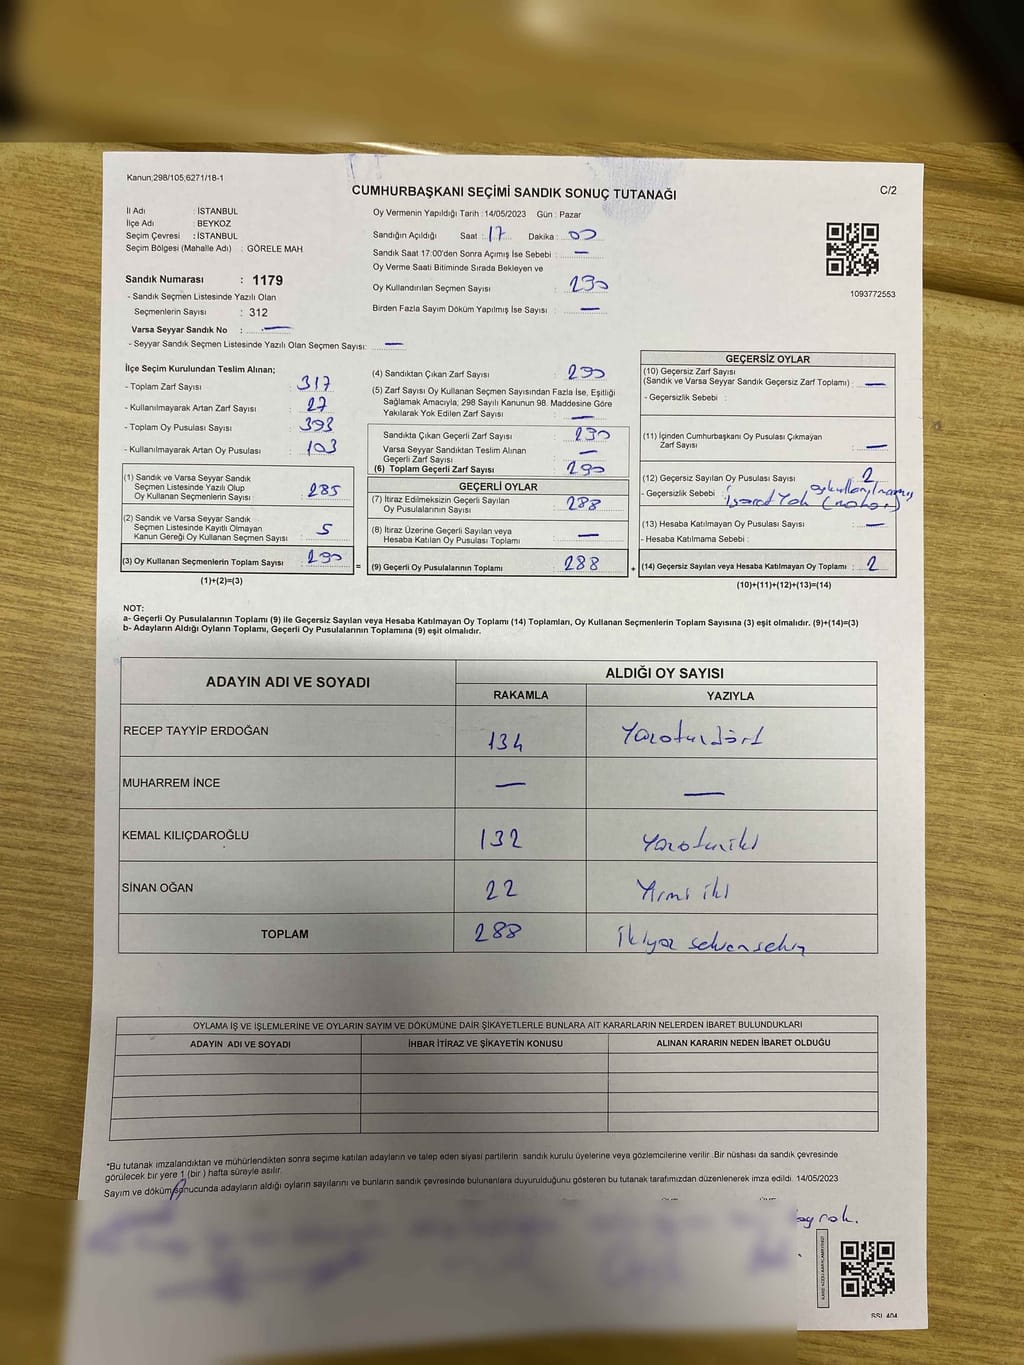 Kanun;298/105;6271/18-1
CUMHURBAŞKANI SEÇİMİ SANDIK SONUÇ TUTANAĞI
C/2
İl Adı : İSTANBUL
İlçe Adı : BEYKOZ
Seçim Çevresi : İSTANBUL
Seçim Bölgesi (Mahalle Adı) : GÖRELE MAH
Oy Vermenin Yapıldığı Tarih : 14/05/2023 Gün : Pazar
Sandığın Açıldığı Saat : 17 Dakika : 00
Sandık Saat 17:00'den Sonra Açımış İse Sebebi : —
Oy Verme Saati Bitiminde Sırada Bekleyen ve
Oy Kullandırılan Seçmen Sayısı : 290
Birden Fazla Sayım Döküm Yapılmış İse Sayısı : —
1093772553
Sandık Numarası : 1179
- Sandık Seçmen Listesinde Yazılı Olan
Seçmenlerin Sayısı : 312
Varsa Seyyar Sandık No : —
- Seyyar Sandık Seçmen Listesinde Yazılı Olan Seçmen Sayısı: —
İlçe Seçim Kurulundan Teslim Alınan;
- Toplam Zarf Sayısı : 317
- Kullanılmayarak Artan Zarf Sayısı : 27
- Toplam Oy Pusulası Sayısı : 393
- Kullanılmayarak Artan Oy Pusulası : 103
(1) Sandık ve Varsa Seyyar Sandık
Seçmen Listesinde Yazılı Olup
Oy Kullanan Seçmenlerin Sayısı : 285
(2) Sandık ve Varsa Seyyar Sandık
Seçmen Listesinde Kayıtlı Olmayan
Kanun Gereği Oy Kullanan Seçmen Sayısı : 5
(3) Oy Kullanan Seçmenlerin Toplam Sayısı : 290
(1)+(2)=(3)
(4) Sandıktan Çıkan Zarf Sayısı : 290
(5) Zarf Sayısı Oy Kullanan Seçmen Sayısından Fazla İse, Eşitliği
Sağlamak Amacıyla; 298 Sayılı Kanunun 98. Maddesine Göre
Yakılarak Yok Edilen Zarf Sayısı : —
Sandıkta Çıkan Geçerli Zarf Sayısı : 290
Varsa Seyyar Sandıktan Teslim Alınan
Geçerli Zarf Sayısı : —
(6) Toplam Geçerli Zarf Sayısı : 290
GEÇERLİ OYLAR
(7) İtiraz Edilmeksizin Geçerli Sayılan
Oy Pusulalarının Sayısı : 288
(8) İtiraz Üzerine Geçerli Sayılan veya
Hesaba Katılan Oy Pusulası Toplamı : —
= (9) Geçerli Oy Pusulalarının Toplamı : 288
GEÇERSİZ OYLAR
(10) Geçersiz Zarf Sayısı
(Sandık ve Varsa Seyyar Sandık Geçersiz Zarf Toplamı) : —
- Geçersizlik Sebebi :
(11) İçinden Cumhurbaşkanı Oy Pusulası Çıkmayan
Zarf Sayısı : —
(12) Geçersiz Sayılan Oy Pusulası Sayısı : 2
- Geçersizlik Sebebi : oy kullanılmamış
işaret yok
(13) Hesaba Katılmayan Oy Pusulası Sayısı : —
- Hesaba Katılmama Sebebi :
+ (14) Geçersiz Sayılan veya Hesaba Katılmayan Oy Toplamı : 2
(10)+(11)+(12)+(13)=(14)
NOT:
a- Geçerli Oy Pusulalarının Toplamı (9) ile Geçersiz Sayılan veya Hesaba Katılmayan Oy Toplamı (14) Toplamları, Oy Kullanan Seçmenlerin Toplam Sayısına (3) eşit olmalıdır. (9)+(14)=(3)
b- Adayların Aldığı Oyların Toplamı, Geçerli Oy Pusulalarının Toplamına (9) eşit olmalıdır.
ADAYIN ADI VE SOYADI
ALDIĞI OY SAYISI
RAKAMLA YAZIYLA
RECEP TAYYİP ERDOĞAN 134 Yüzotuzdört
MUHARREM İNCE — —
KEMAL KILIÇDAROĞLU 132 Yüzotuziki
SİNAN OĞAN 22 Yirmi iki
TOPLAM 288 İkiyüz seksensekiz
OYLAMA İŞ VE İŞLEMLERİNE VE OYLARIN SAYIM VE DÖKÜMÜNE DAİR ŞİKAYETLERLE BUNLARA AİT KARARLARIN NELERDEN İBARET BULUNDUKLARI
ADAYIN ADI VE SOYADI İHBAR İTİRAZ VE ŞİKAYETİN KONUSU ALINAN KARARIN NEDEN İBARET OLDUĞU
*Bu tutanak imzalandıktan ve mühürlendikten sonra seçime katılan adayların ve talep eden siyasi partilerin sandık kurulu üyelerine veya gözlemcilerine verilir. Bir nüshası da sandık çevresinde
görülecek bir yere 1 (bir ) hafta süreyle asılır.
Sayım ve döküm sonucunda adayların aldığı oyların sayılarını ve bunların sandık çevresinde bulunanlara duyurulduğunu gösteren bu tutanak tarafımızdan düzenlenerek imza edildi. 14/05/2023